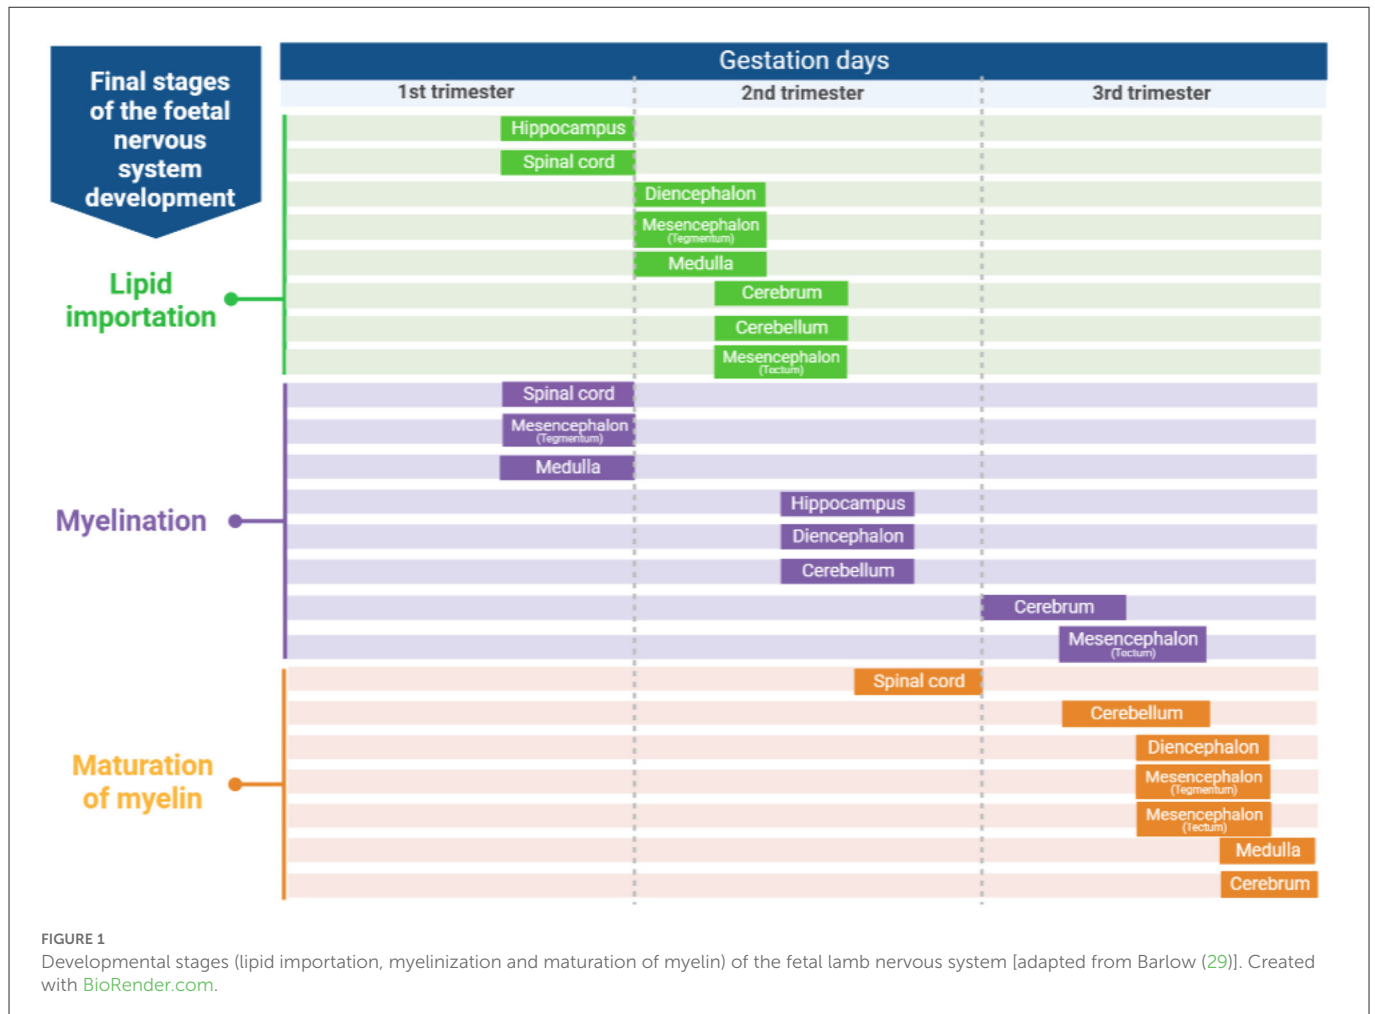 Final stages
of the foetal
nervous
system
development
Gestation days
1st trimester
2nd trimester
3rd trimester
Lipid
importation
Hippocampus
Spinal cord
Diencephalon
Mesencephalon
(Tegmentum)
Medulla
Cerebrum
Cerebellum
Mesencephalon
(Tectum)
Myelination
Spinal cord
Mesencephalon
(Tegmentum)
Medulla
Hippocampus
Diencephalon
Cerebellum
Cerebrum
Mesencephalon
(Tectum)
Maturation
of myelin
Spinal cord
Cerebellum
Diencephalon
Mesencephalon
(Tegmentum)
Mesencephalon
(Tectum)
Medulla
Cerebrum
FIGURE 1
Developmental stages (lipid importation, myelinization and maturation of myelin) of the fetal lamb nervous system [adapted from Barlow (29)]. Created
with BioRender.com.